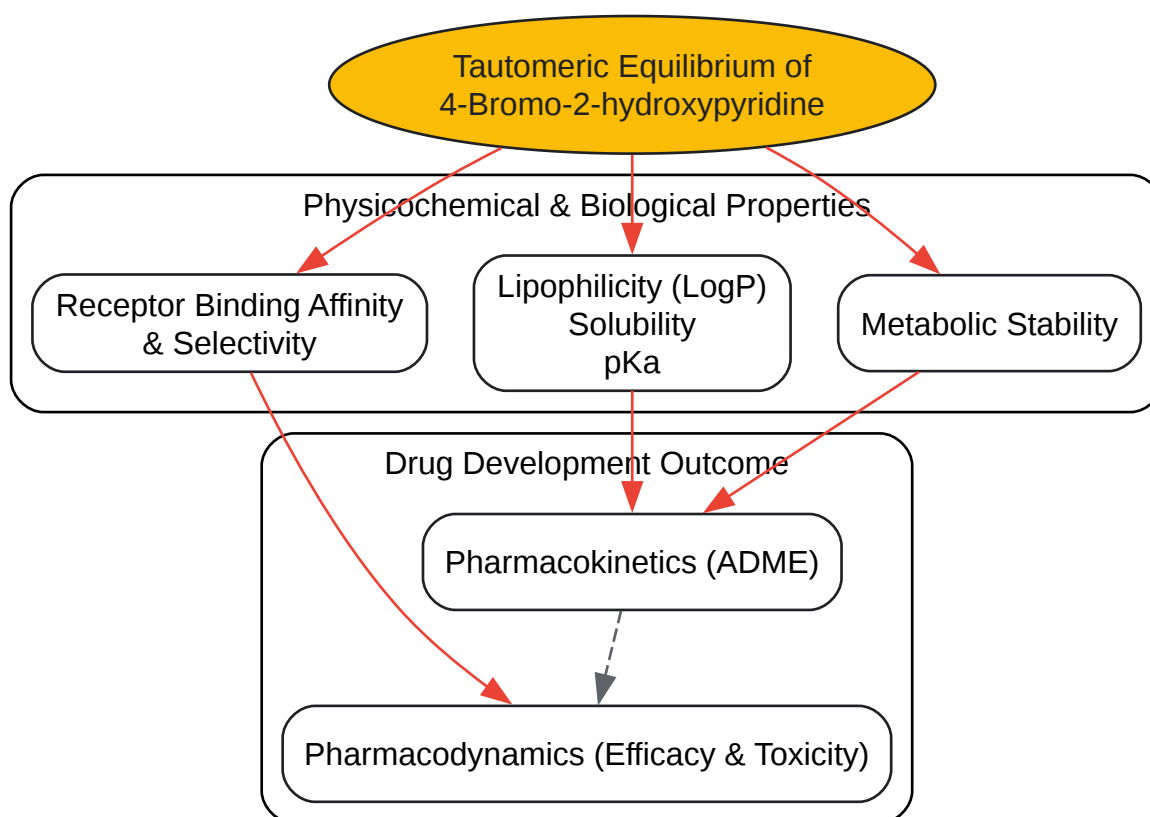 Tautomeric Equilibrium of
4-Bromo-2-hydroxypyridine
Physicochemical & Biological Properties
Receptor Binding Affinity
& Selectivity
Lipophilicity (LogP)
Solubility
pKa
Metabolic Stability
Drug Development Outcome
Pharmacokinetics (ADME)
Pharmacodynamics (Efficacy & Toxicity)